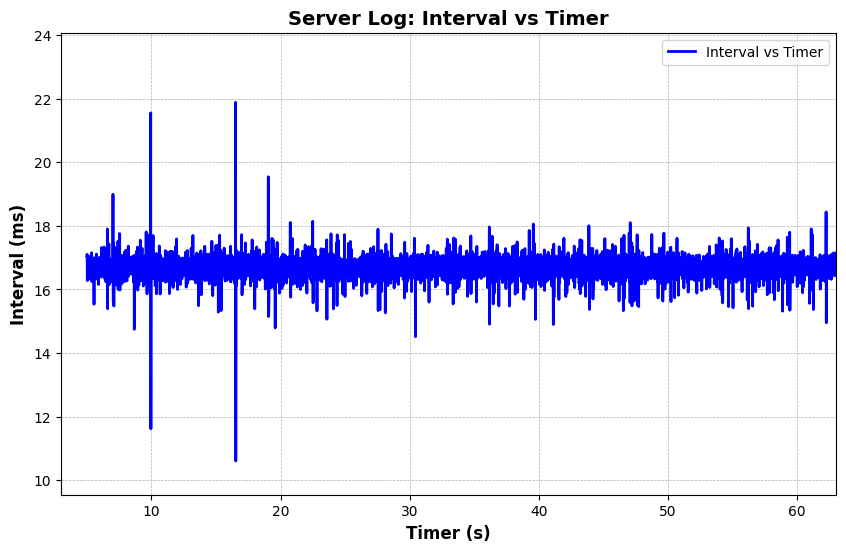 Server Log: Interval vs Timer
Interval vs Timer
24
22
20
18
16
14
12
10
Interval (ms)
10 20 30 40 50 60
Timer (s)